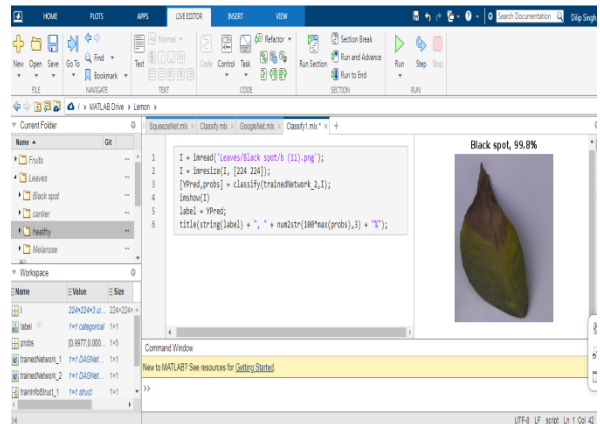 HOME PLOTS APPS LIVE EDITOR INSERT VIEW Search Documentation Dilip Singh
New Open Save Go To Find Bookmark Text Normal Code Control Task Refactor Run Section Section Break Run and Advance Run to End Run Step Stop
FILE NAVIGATE TEXT CODE SECTION RUN
/ > MATLAB Drive > Lemon >
Current Folder
Name Git
Fruits
Leaves
Black spot
canker
healthy
Melanose
Workspace
Name Value Size
I 224×224×3 ui... 224×224×
label 1×1 categorical 1×1
probs [0.9977,0.000... 1×5
trainedNetwork_1 1×1 DAGNet... 1×1
trainedNetwork_2 1×1 DAGNet... 1×1
trainInfoStruct_1 1×1 struct 1×1
SqueezeNet.mlx × Classify.mlx × GoogleNet.mlx × Classify1.mlx * × +
1 I = imread('Leaves/Black spot/b (11).png');
2 I = imresize(I, [224 224]);
3 [YPred,probs] = classify(trainedNetwork_2,I);
4 imshow(I)
5 label = YPred;
6 title(string(label) + ", " + num2str(100*max(probs),3) + "%");
Black spot, 99.8%
Command Window
New to MATLAB? See resources for Getting Started.
>>
UTF-8 LF script Ln 1 Col 42